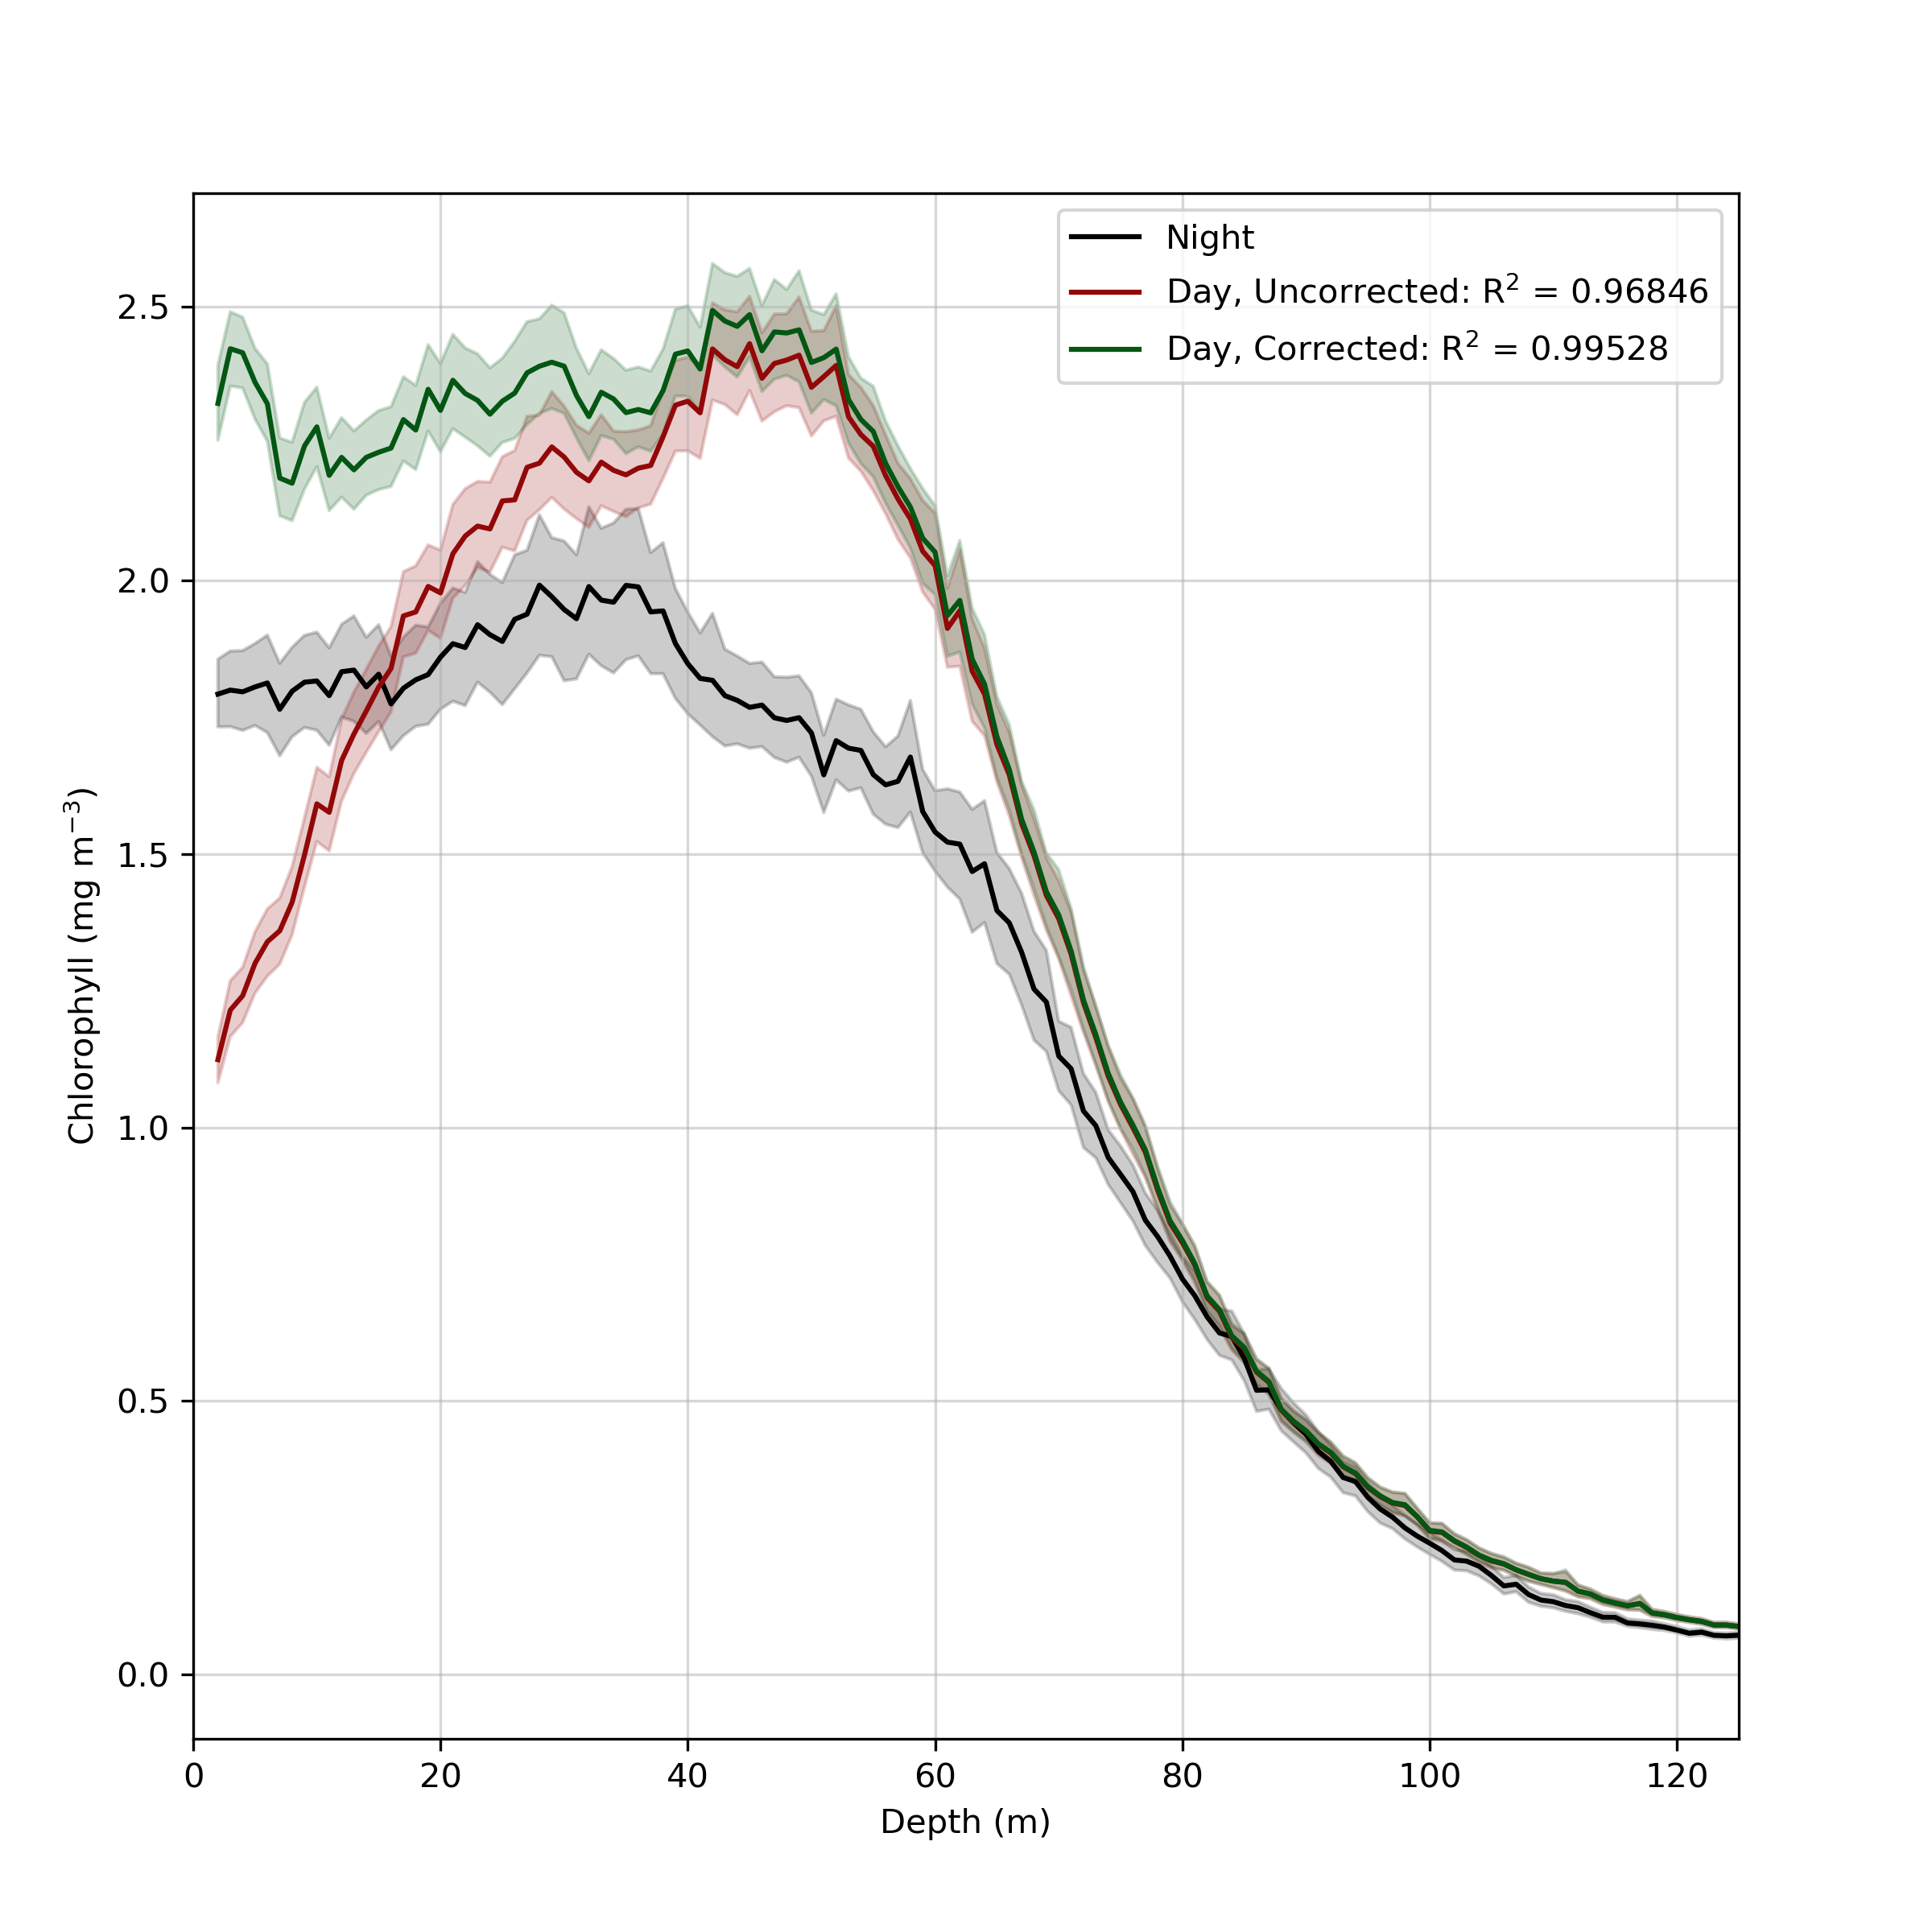 Night
Day, Uncorrected: R² = 0.96846
Day, Corrected: R² = 0.99528
2.5
2.0
1.5
1.0
0.5
0.0
Chlorophyll (mg m⁻³)
0 20 40 60 80 100 120
Depth (m)